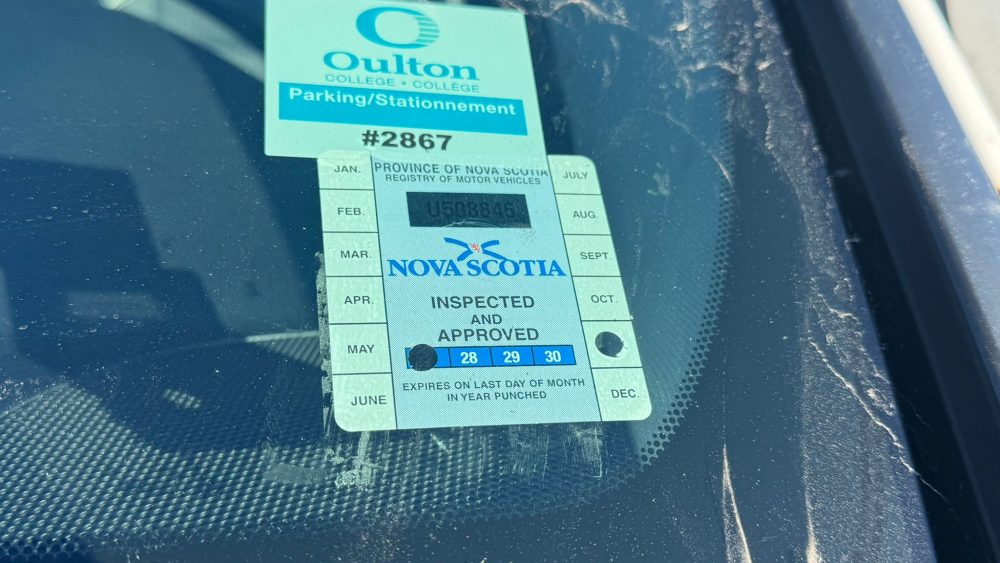 Oulton
COLLEGE • COLLÈGE
Parking/Stationnement
#2867
PROVINCE OF NOVA SCOTIA
REGISTRY OF MOTOR VEHICLES
U508846
NOVA SCOTIA
INSPECTED
AND
APPROVED
28 29 30
EXPIRES ON LAST DAY OF MONTH
IN YEAR PUNCHED
JAN.
FEB.
MAR.
APR.
MAY
JUNE
JULY
AUG.
SEPT.
OCT.
DEC.